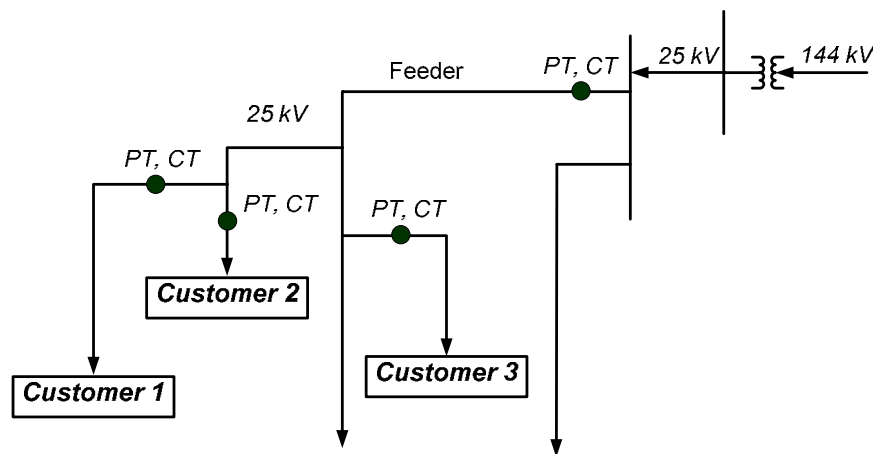 Feeder
PT, CT
25 kV
144 kV
25 kV
PT, CT
PT, CT
PT, CT
Customer 2
Customer 1
Customer 3